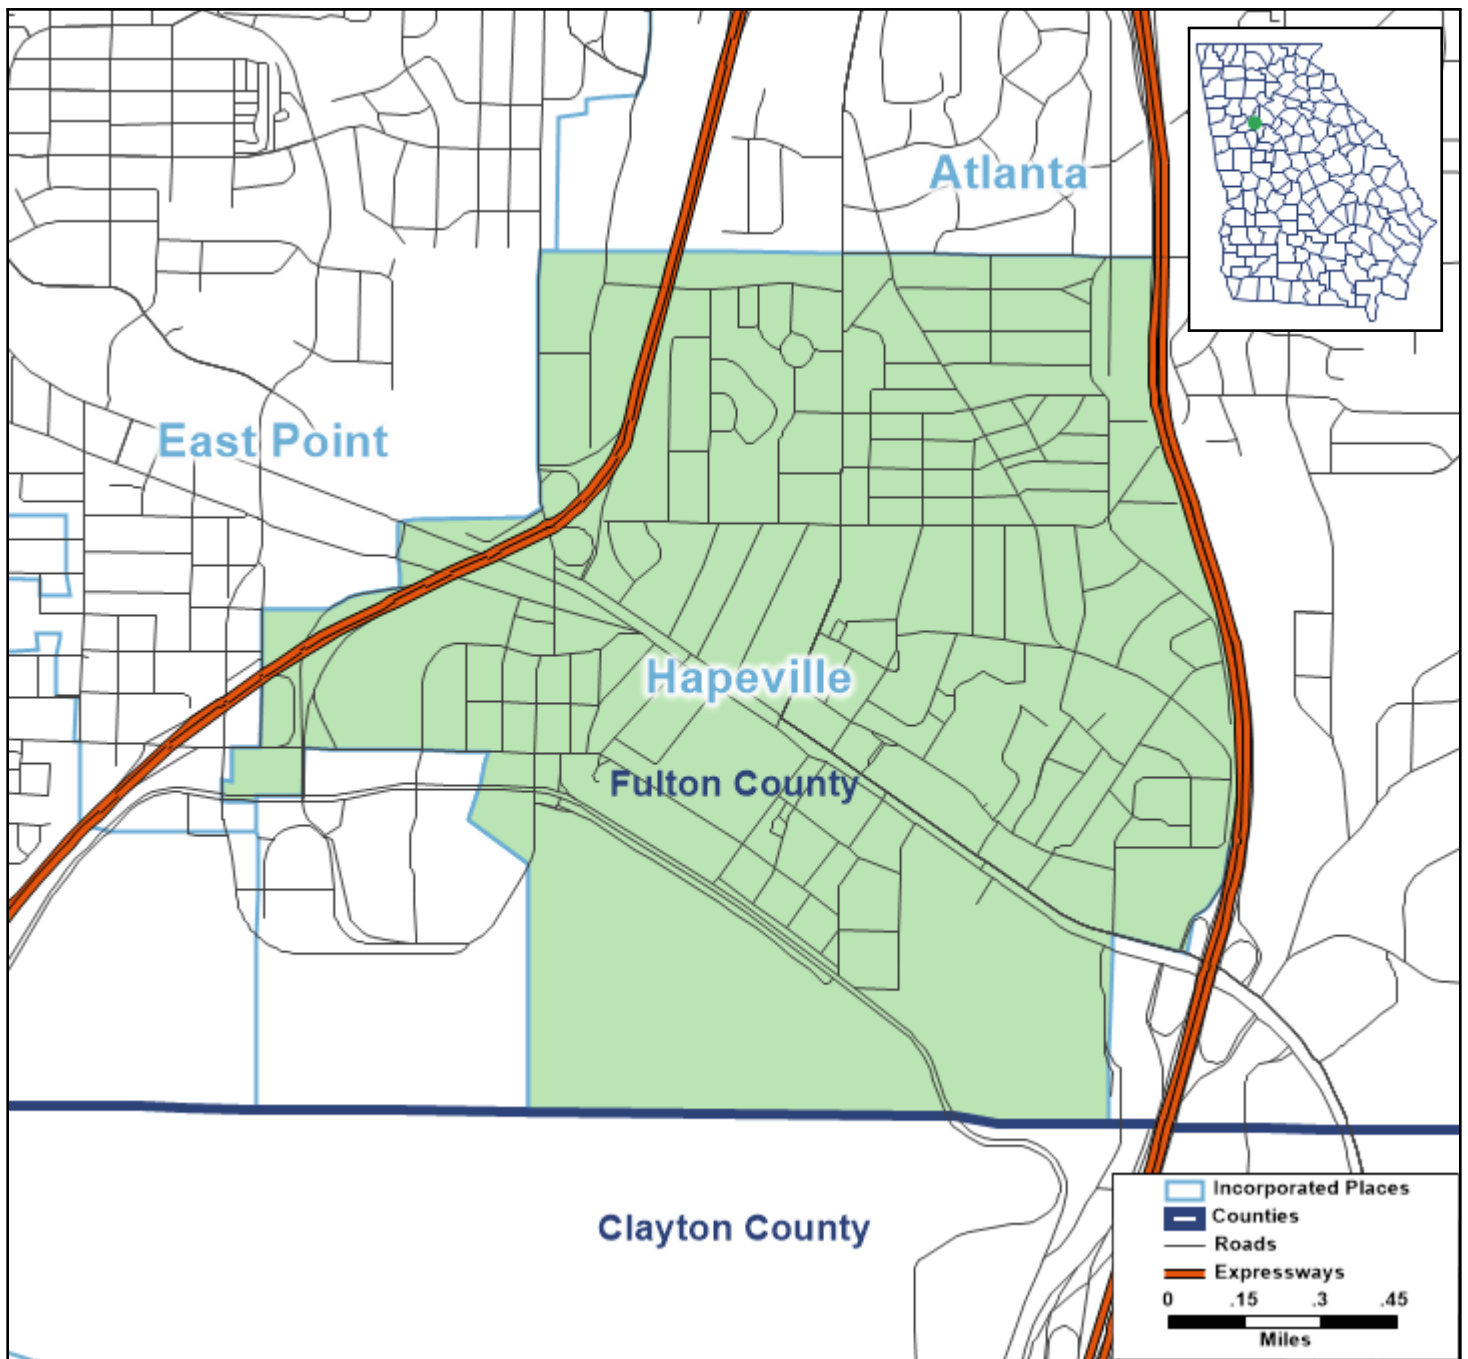 Atlanta
East Point
Hapeville
Fulton County
Clayton County
Incorporated Places
Counties
Roads
Expressways
0 .15 .3 .45
Miles